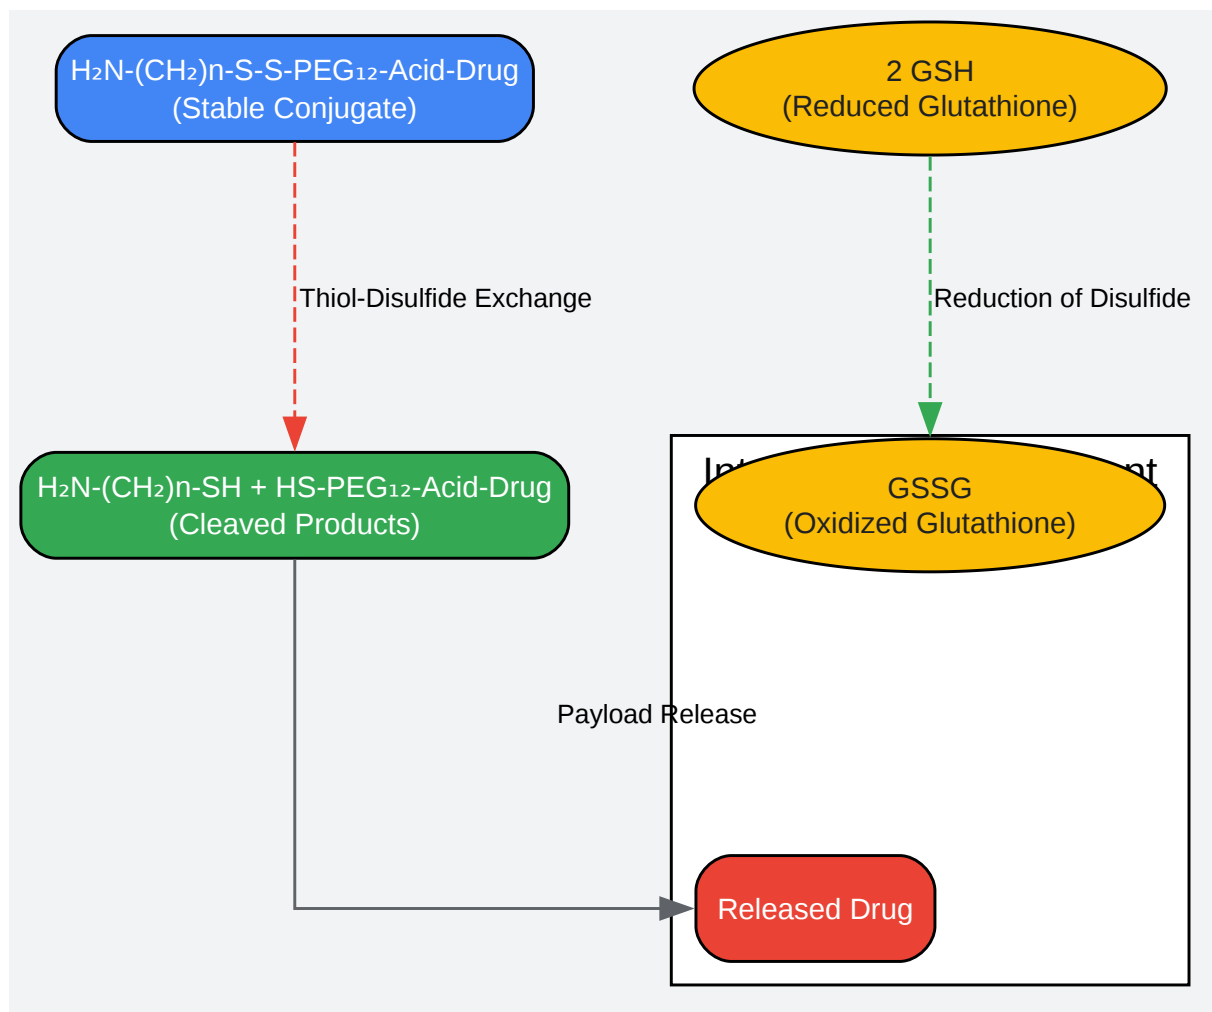 H₂N-(CH₂)n-S-S-PEG₁₂-Acid-Drug
(Stable Conjugate)
2 GSH
(Reduced Glutathione)
Thiol-Disulfide Exchange
Reduction of Disulfide
H₂N-(CH₂)n-SH + HS-PEG₁₂-Acid-Drug
(Cleaved Products)
GSSG
(Oxidized Glutathione)
Payload Release
Released Drug